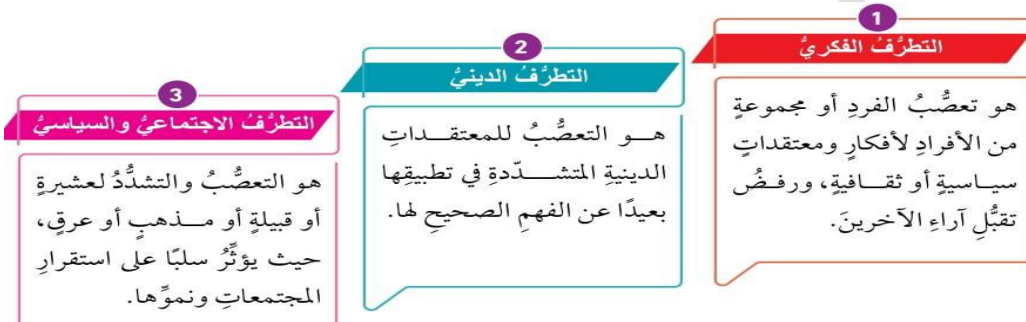 1
التطرُّفُ الفكريُّ
هو تعصُّبُ الفردِ أو مجموعةٍ
من الأفرادِ لأفكارٍ ومعتقداتٍ
سياسيةٍ أو ثقافيةٍ، ورفضُ
تقبُّلِ آراءِ الآخرينَ.
2
التطرُّفُ الدينيُّ
هو التعصُّبُ للمعتقداتِ
الدينيةِ المتشدّدةِ في تطبيقِها
بعيدًا عن الفهمِ الصحيحِ لها.
3
التطرُّفُ الاجتماعيُّ والسياسيُّ
هو التعصُّبُ والتشدُّدُ لعشيرةٍ
أو قبيلةٍ أو مذهبٍ أو عرقٍ،
حيث يؤثِّرُ سلبًا على استقرارِ
المجتمعاتِ ونموِّها.